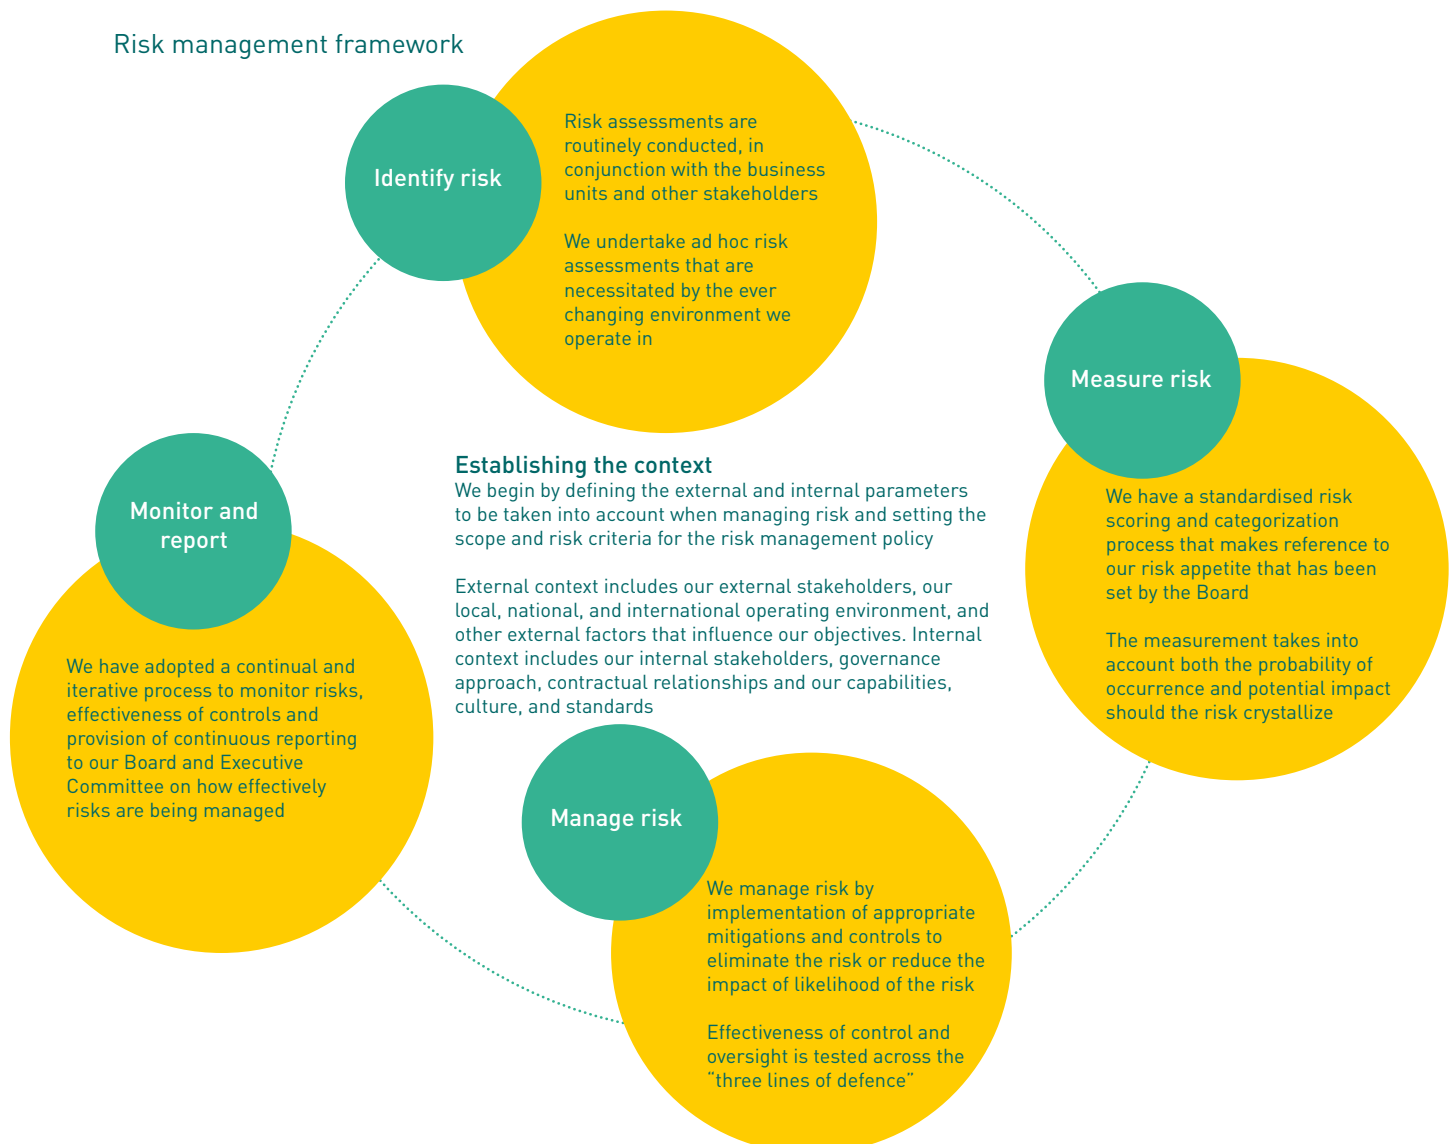 Risk management framework
Identify risk
Risk assessments are
routinely conducted, in
conjunction with the business
units and other stakeholders
We undertake ad hoc risk
assessments that are
necessitated by the ever
changing environment we
operate in
Measure risk
We have a standardised risk
scoring and categorization
process that makes reference to
our risk appetite that has been
set by the Board
The measurement takes into
account both the probability of
occurrence and potential impact
should the risk crystallize
Establishing the context
We begin by defining the external and internal parameters
to be taken into account when managing risk and setting the
scope and risk criteria for the risk management policy
External context includes our external stakeholders, our
local, national, and international operating environment, and
other external factors that influence our objectives. Internal
context includes our internal stakeholders, governance
approach, contractual relationships and our capabilities,
culture, and standards
Manage risk
We manage risk by
implementation of appropriate
mitigations and controls to
eliminate the risk or reduce the
impact of likelihood of the risk
Effectiveness of control and
oversight is tested across the
“three lines of defence”
Monitor and
report
We have adopted a continual and
iterative process to monitor risks,
effectiveness of controls and
provision of continuous reporting
to our Board and Executive
Committee on how effectively
risks are being managed